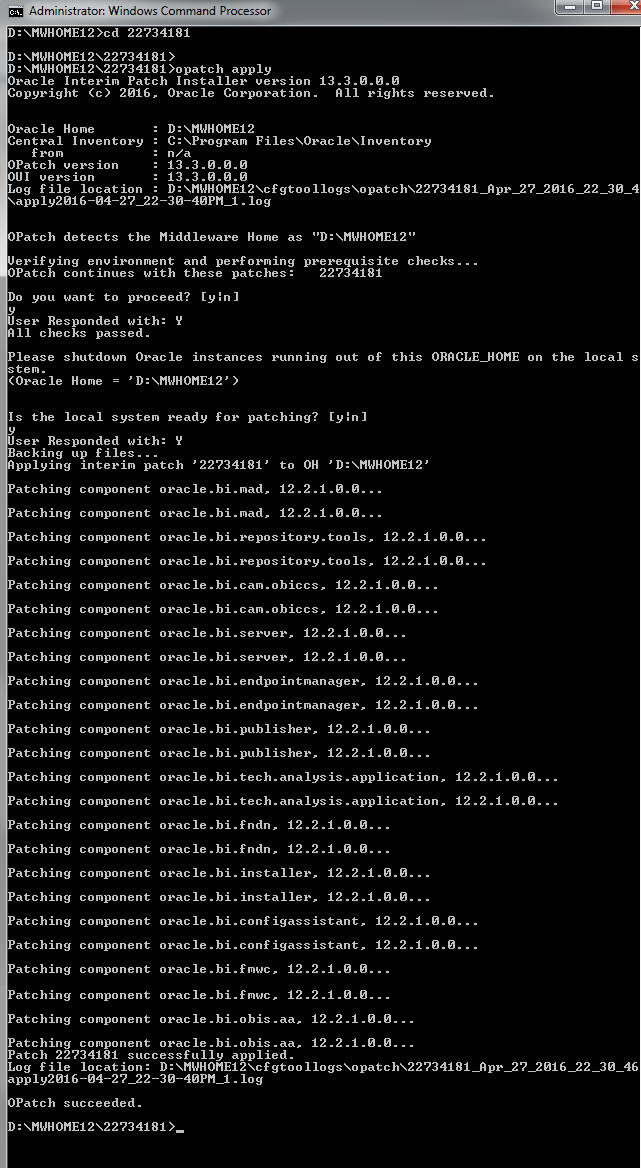 Administrator: Windows Command Processor
D:\MWHOME12>cd 22734181
D:\MWHOME12\22734181>
D:\MWHOME12\22734181>opatch apply
Oracle Interim Patch Installer version 13.3.0.0.0
Copyright (c) 2016, Oracle Corporation.  All rights reserved.
Oracle Home       : D:\MWHOME12
Central Inventory : C:\Program Files\Oracle\Inventory
   from           : n/a
OPatch version    : 13.3.0.0.0
OUI version       : 13.3.0.0.0
Log file location : D:\MWHOME12\cfgtoollogs\opatch\22734181_Apr_27_2016_22_30_4
\apply2016-04-27_22-30-40PM_1.log
OPatch detects the Middleware Home as "D:\MWHOME12"
Verifying environment and performing prerequisite checks...
OPatch continues with these patches:   22734181
Do you want to proceed? [y|n]
y
User Responded with: Y
All checks passed.
Please shutdown Oracle instances running out of this ORACLE_HOME on the local s
stem.
(Oracle Home = 'D:\MWHOME12')
Is the local system ready for patching? [y|n]
y
User Responded with: Y
Backing up files...
Applying interim patch '22734181' to OH 'D:\MWHOME12'
Patching component oracle.bi.mad, 12.2.1.0.0...
Patching component oracle.bi.mad, 12.2.1.0.0...
Patching component oracle.bi.repository.tools, 12.2.1.0.0...
Patching component oracle.bi.repository.tools, 12.2.1.0.0...
Patching component oracle.bi.cam.obiccs, 12.2.1.0.0...
Patching component oracle.bi.cam.obiccs, 12.2.1.0.0...
Patching component oracle.bi.server, 12.2.1.0.0...
Patching component oracle.bi.server, 12.2.1.0.0...
Patching component oracle.bi.endpointmanager, 12.2.1.0.0...
Patching component oracle.bi.endpointmanager, 12.2.1.0.0...
Patching component oracle.bi.publisher, 12.2.1.0.0...
Patching component oracle.bi.publisher, 12.2.1.0.0...
Patching component oracle.bi.tech.analysis.application, 12.2.1.0.0...
Patching component oracle.bi.tech.analysis.application, 12.2.1.0.0...
Patching component oracle.bi.fndn, 12.2.1.0.0...
Patching component oracle.bi.fndn, 12.2.1.0.0...
Patching component oracle.bi.installer, 12.2.1.0.0...
Patching component oracle.bi.installer, 12.2.1.0.0...
Patching component oracle.bi.configassistant, 12.2.1.0.0...
Patching component oracle.bi.configassistant, 12.2.1.0.0...
Patching component oracle.bi.fmwc, 12.2.1.0.0...
Patching component oracle.bi.fmwc, 12.2.1.0.0...
Patching component oracle.bi.obis.aa, 12.2.1.0.0...
Patching component oracle.bi.obis.aa, 12.2.1.0.0...
Patch 22734181 successfully applied.
Log file location: D:\MWHOME12\cfgtoollogs\opatch\22734181_Apr_27_2016_22_30_46
apply2016-04-27_22-30-40PM_1.log
OPatch succeeded.
D:\MWHOME12\22734181>_